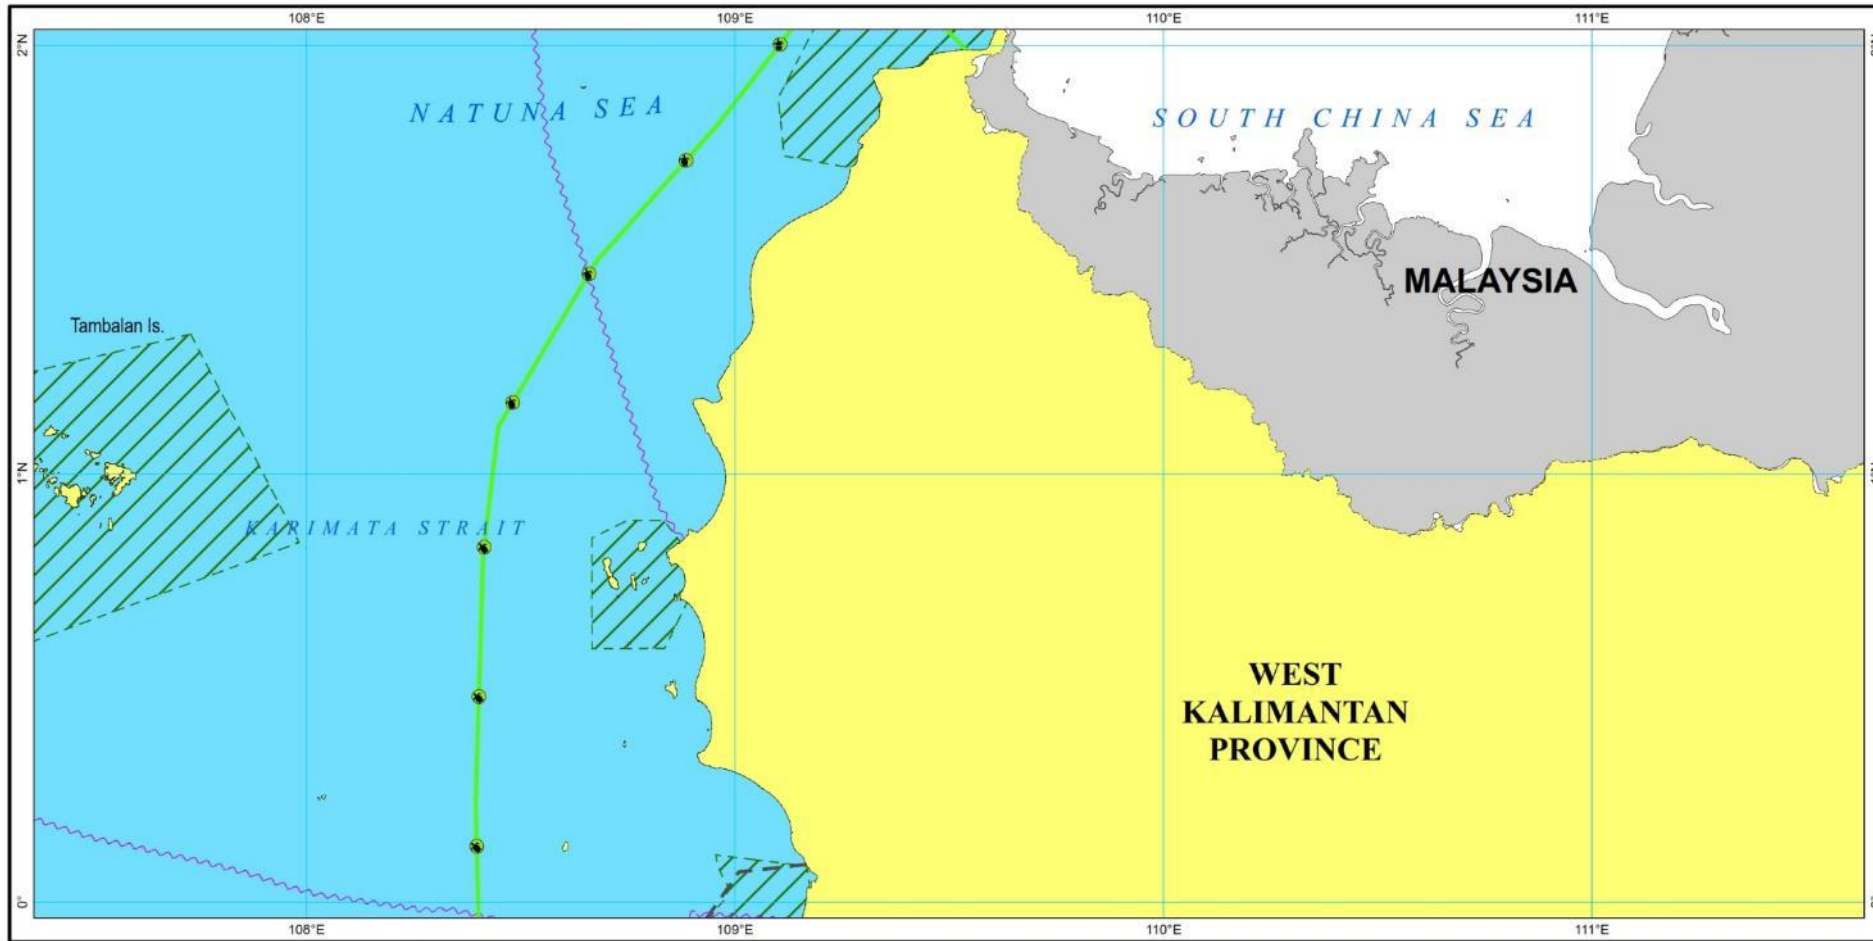 108°E
109°E
110°E
111°E
2°N
NATUNA SEA
SOUTH CHINA SEA
MALAYSIA
Tambalan Is.
1°N
KARIMATA STRAIT
WEST
KALIMANTAN
PROVINCE
0°
108°E
109°E
110°E
111°E